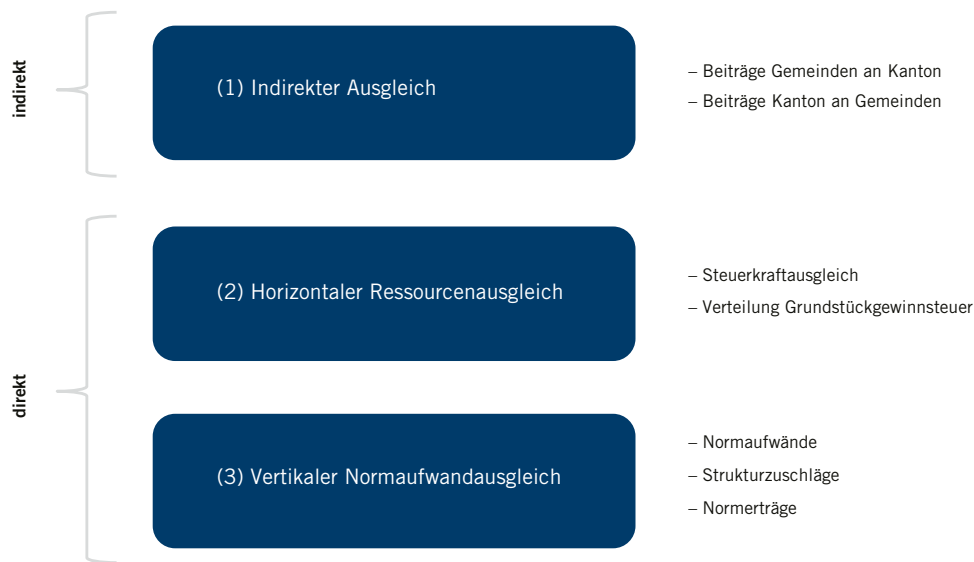 indirekt
(1) Indirekter Ausgleich
– Beiträge Gemeinden an Kanton
– Beiträge Kanton an Gemeinden
direkt
(2) Horizontaler Ressourcenausgleich
– Steuerkraftausgleich
– Verteilung Grundstückgewinnsteuer
(3) Vertikaler Normaufwandausgleich
– Normaufwände
– Strukturzuschläge
– Normerträge